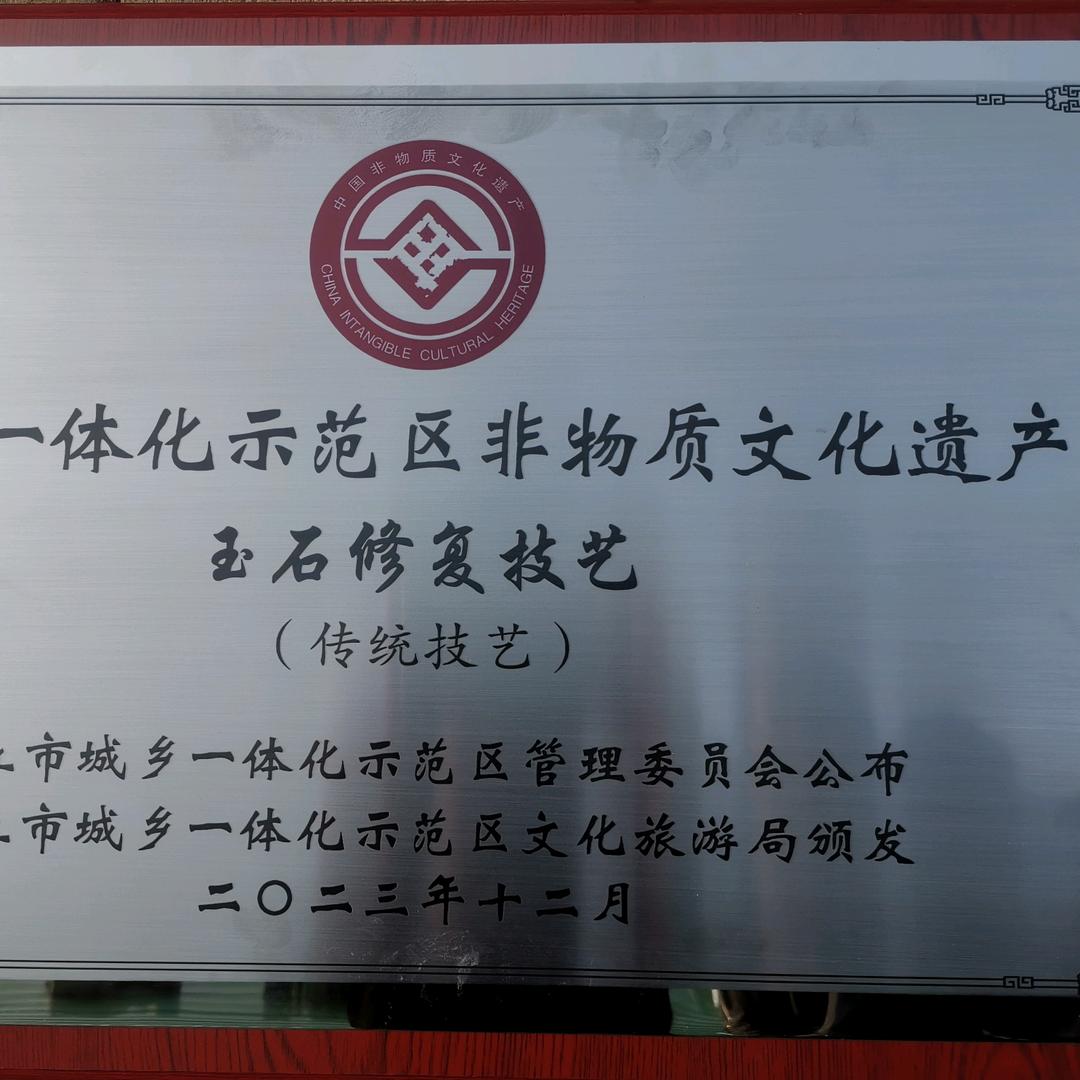 中国非物质文化遗产
CHINA INTANGIBLE CULTURAL HERITAGE
一体化示范区非物质文化遗产
玉石修复技艺
（传统技艺）
市城乡一体化示范区管理委员会公布
市城乡一体化示范区文化旅游局颁发
二〇二三年十二月